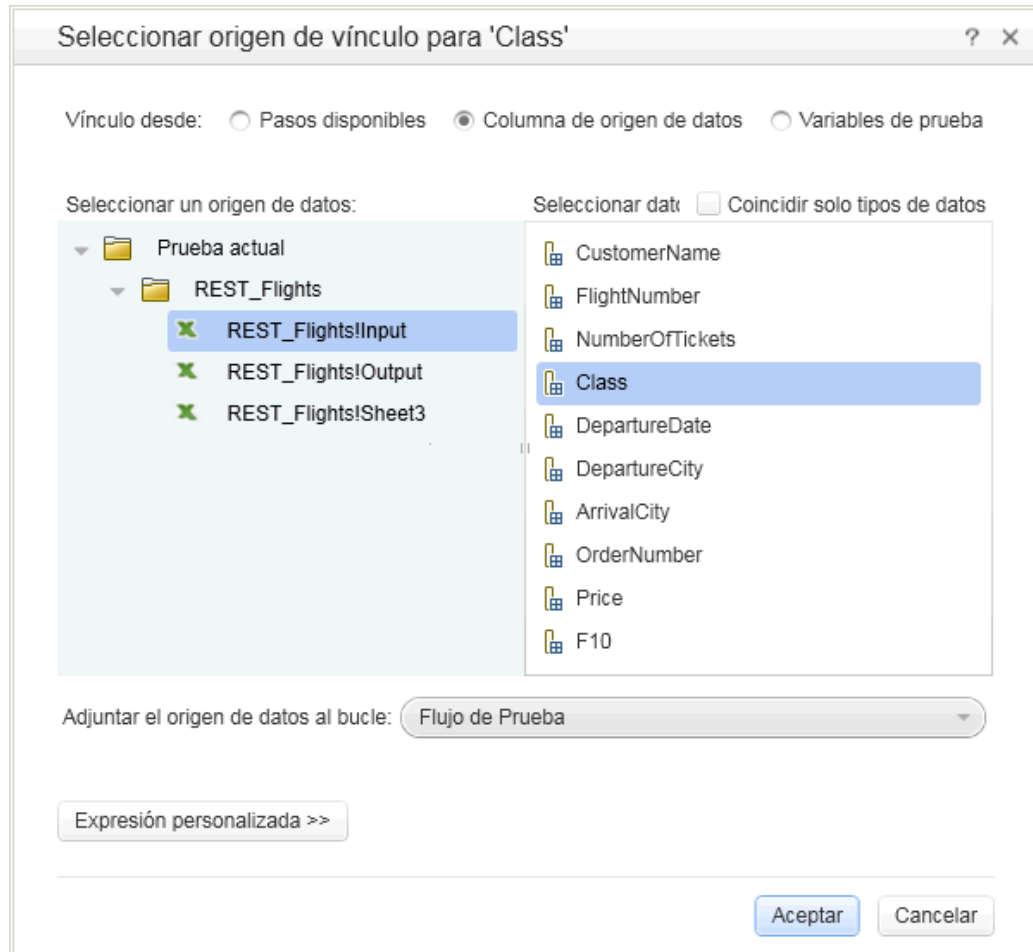 Seleccionar origen de vínculo para 'Class' ?
Vínculo desde: Pasos disponibles Columna de origen de datos Variables de prueba
Seleccionar un origen de datos:
Prueba actual
REST_Flights
REST_Flights!Input
REST_Flights!Output
REST_Flights!Sheet3
Seleccionar dat Coincidir solo tipos de datos
CustomerName
FlightNumber
NumberOfTickets
Class
DepartureDate
DepartureCity
ArrivalCity
OrderNumber
Price
F10
Adjuntar el origen de datos al bucle: Flujo de Prueba
Expresión personalizada >>
Aceptar Cancelar